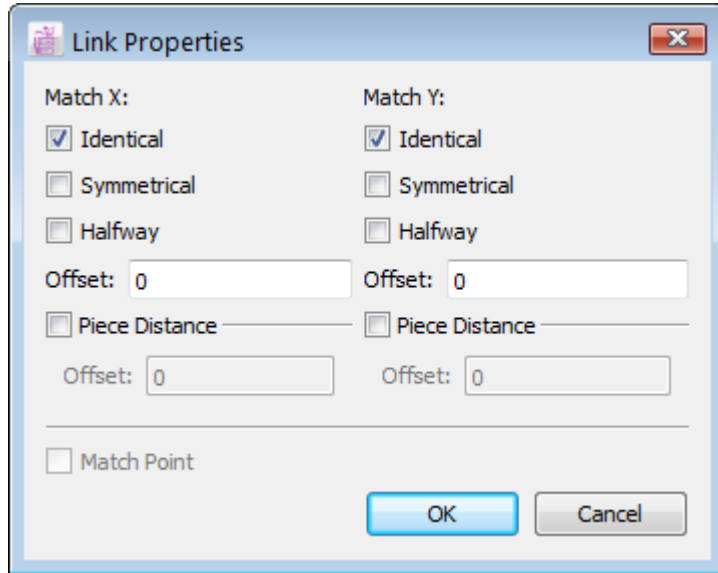 Link Properties
Match X: Match Y:
Identical Identical
Symmetrical Symmetrical
Halfway Halfway
Offset: 0 Offset: 0
Piece Distance Piece Distance
Offset: 0 Offset: 0
Match Point
OK Cancel